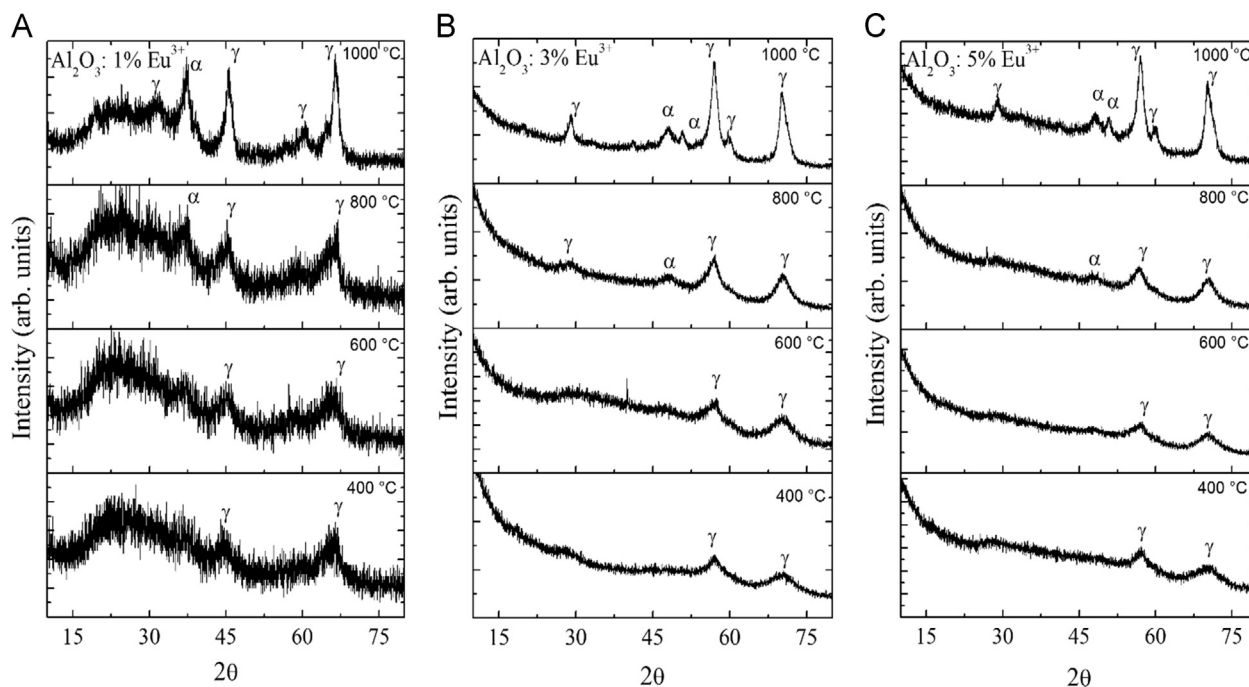 A
Al₂O₃: 1% Eu³⁺
1000 °C
γ
α
γ
γ
γ
800 °C
α
γ
γ
600 °C
γ
γ
400 °C
γ
γ
15 30 45 60 75
2θ
Intensity (arb. units)
B
Al₂O₃: 3% Eu³⁺
1000 °C
γ
α
α
γ
γ
γ
800 °C
γ
α
γ
γ
600 °C
γ
γ
400 °C
γ
γ
15 30 45 60 75
2θ
Intensity (arb. units)
C
Al₂O₃: 5% Eu³⁺
1000 °C
γ
α
α
γ
γ
γ
800 °C
α
γ
γ
600 °C
γ
γ
400 °C
γ
γ
15 30 45 60 75
2θ
Intensity (arb. units)